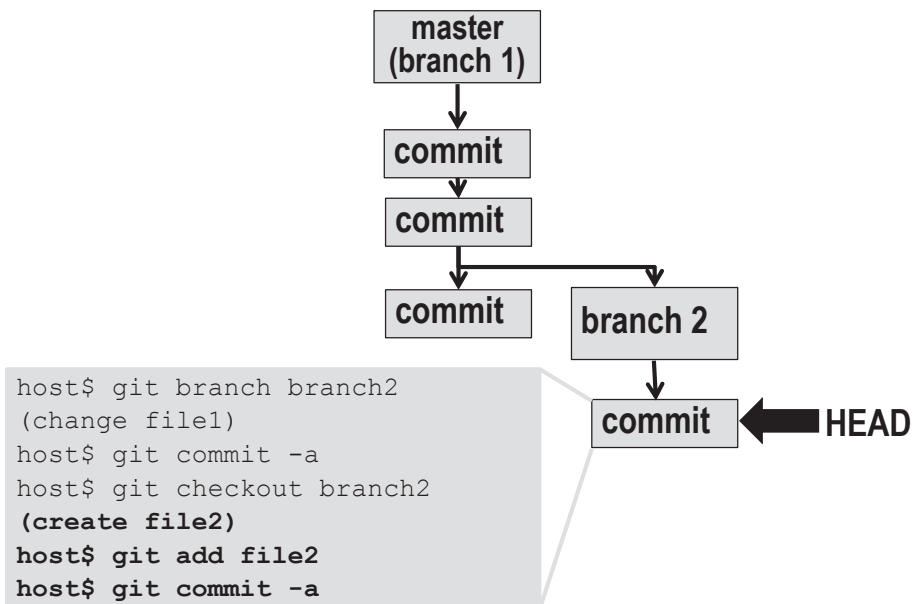 master
(branch 1)
commit
commit
commit
branch 2
commit
HEAD
host$ git branch branch2
(change file1)
host$ git commit -a
host$ git checkout branch2
(create file2)
host$ git add file2
host$ git commit -a